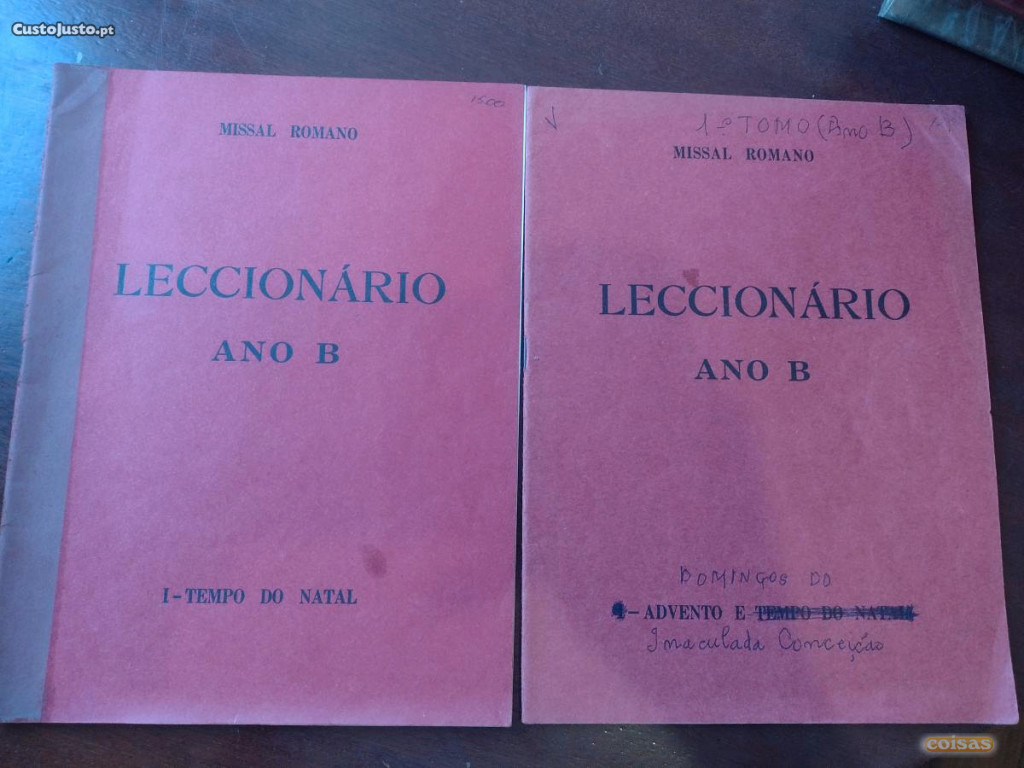 CustoJusto.pt
1500
MISSAL ROMANO
LECCIONÁRIO
ANO B
I - TEMPO DO NATAL
1º TOMO (Ano B)
MISSAL ROMANO
LECCIONÁRIO
ANO B
DOMINGOS DO
- ADVENTO E TEMPO DO NATAL
Imaculada Conceição
coisas